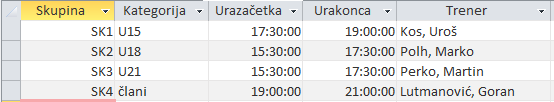 Skupina Kategorija Urazačetka Urakonca Trener
SK1 U15 17:30:00 19:00:00 Kos, Uroš
SK2 U18 15:30:00 17:30:00 Polh, Marko
SK3 U21 15:30:00 17:30:00 Perko, Martin
SK4 člani 19:00:00 21:00:00 Lutmanović, Goran